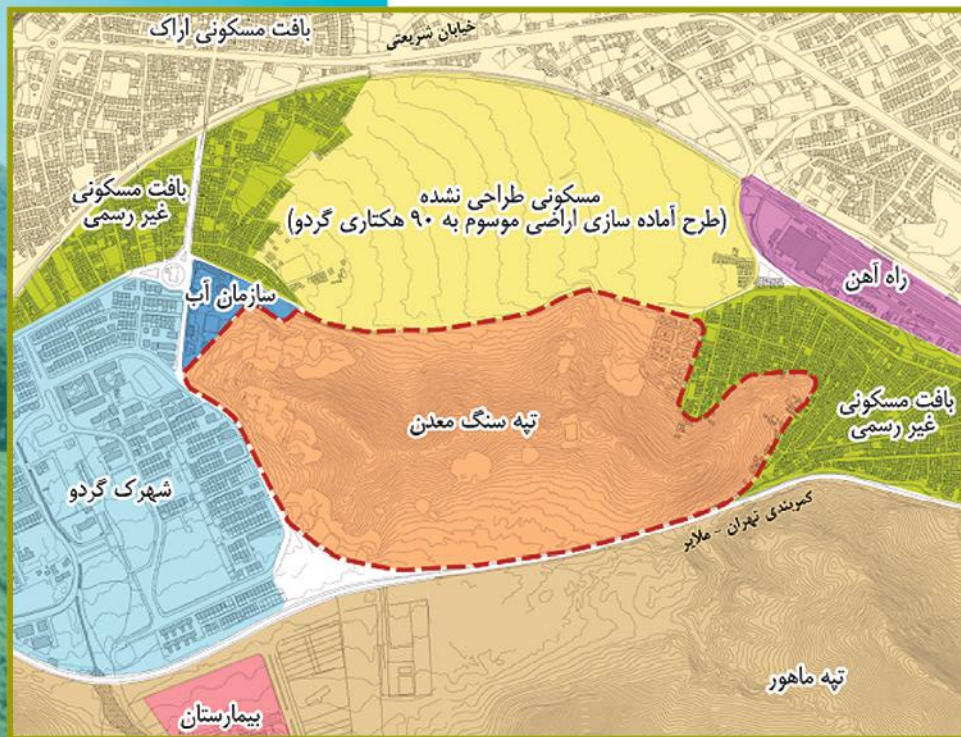 بافت مسکونی اراک
خیابان شریعتی
بافت مسکونی
غیر رسمی
مسکونی طراحی نشده
(طرح آماده سازی اراضی موسوم به ۹۰ هکتاری گردو)
راه آهن
سازمان آب
تپه سنگ معدن
بافت مسکونی
غیر رسمی
شهرک گردو
کمربندی تهران - ملایر
تپه ماهور
بیمارستان